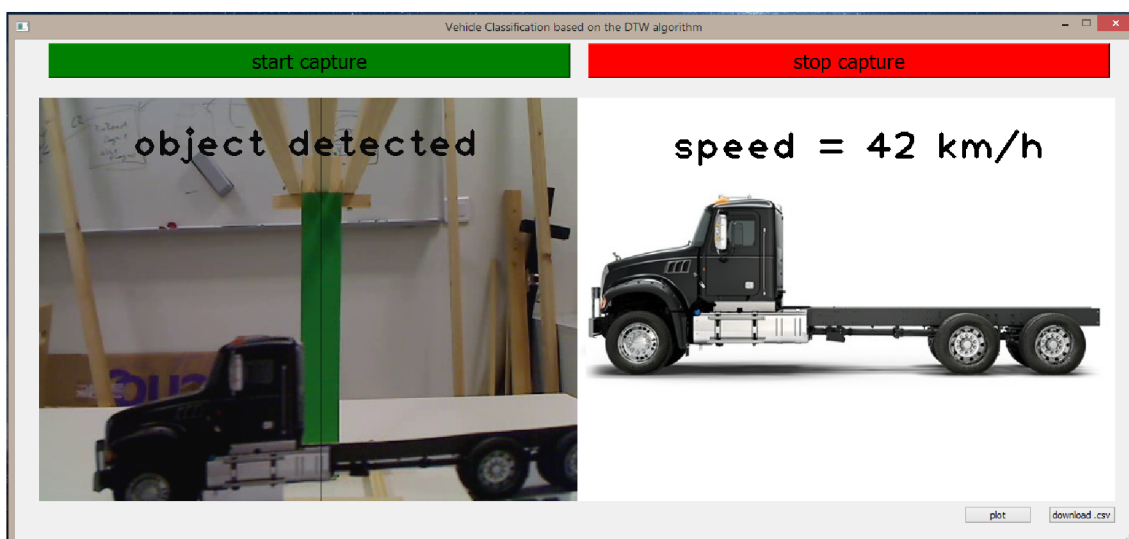 Vehicle Classification based on the DTW algorithm
start capture
stop capture
object detected
speed = 42 km/h
plot
download .csv